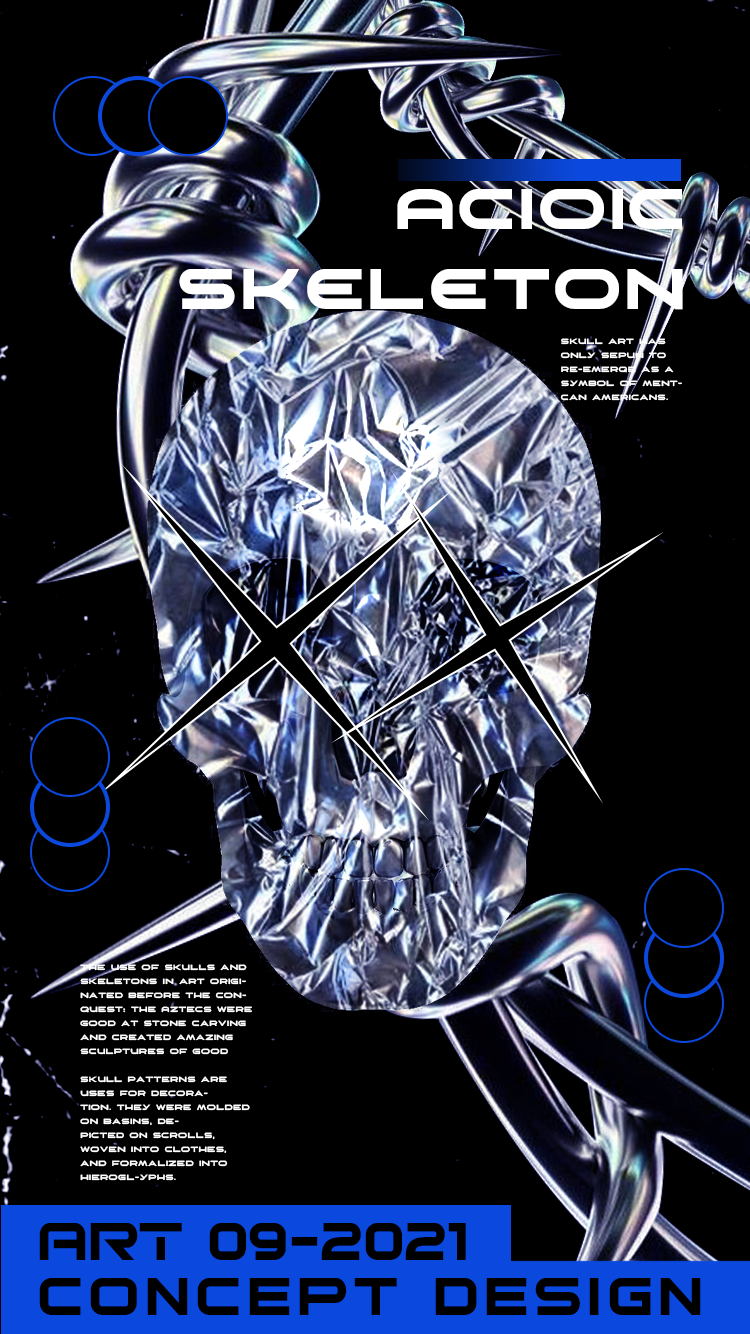 ACIOIC
SKELETON
SKULL ART HAS
ONLY SEPUN TO
RE-EMERGE AS A
SYMBOL OF MENT-
CAN AMERICANS.
THE USE OF SKULLS AND
SKELETONS IN ART ORIGI-
NATED BEFORE THE CON-
QUEST: THE AZTECS WERE
GOOD AT STONE CARVING
AND CREATED AMAZING
SCULPTURES OF GOOD
SKULL PATTERNS ARE
USES FOR DECORA-
TION. THEY WERE MOLDED
ON BASINS, DE-
PICTED ON SCROLLS,
WOVEN INTO CLOTHES,
AND FORMALIZED INTO
HIEROGL-YPHS.
ART 09-2021
CONCEPT DESIGN